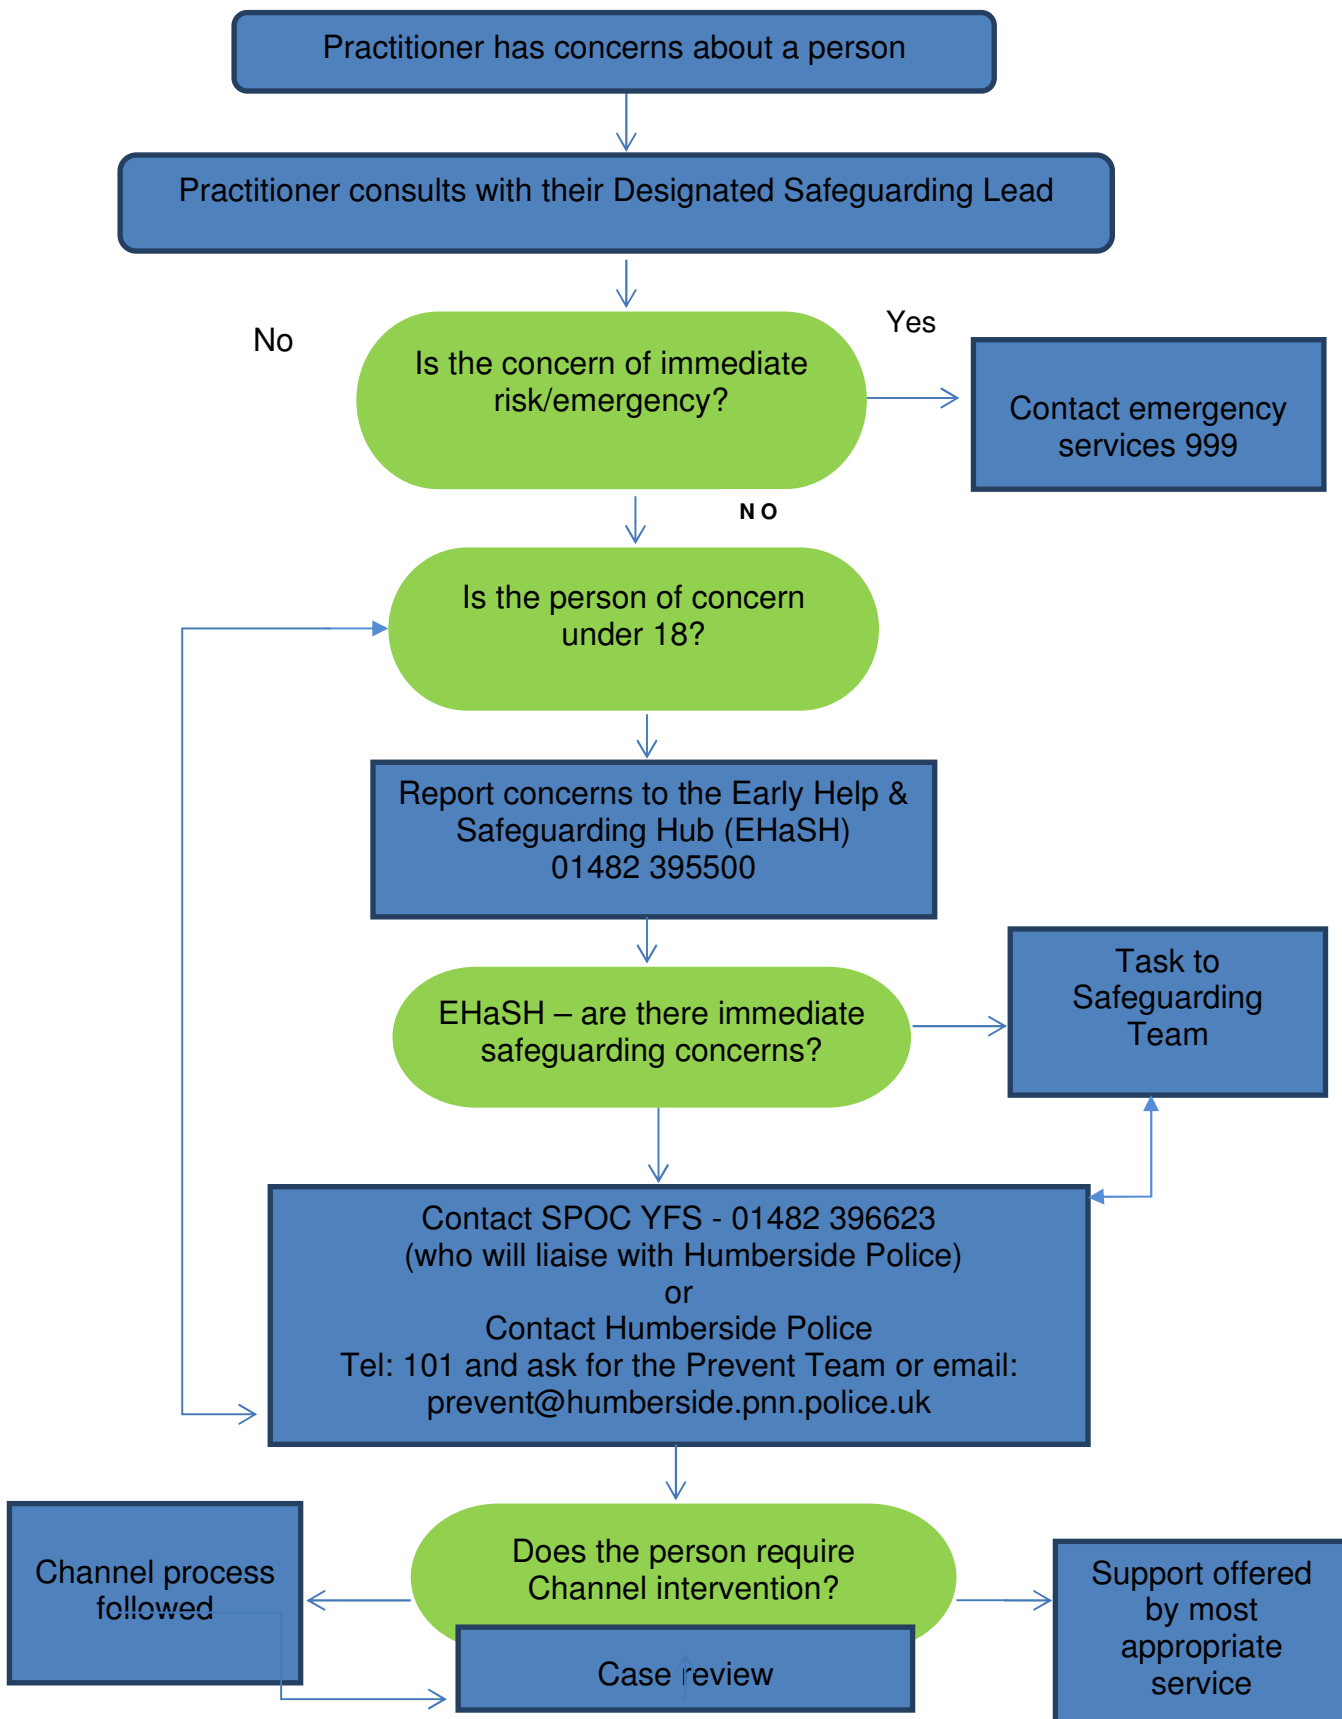 Practitioner has concerns about a person
Practitioner consults with their Designated Safeguarding Lead
No
Is the concern of immediate
risk/emergency?
Yes
Contact emergency
services 999
N O
Is the person of concern
under 18?
Report concerns to the Early Help &
Safeguarding Hub (EHaSH)
01482 395500
EHaSH – are there immediate
safeguarding concerns?
Task to
Safeguarding
Team
Contact SPOC YFS - 01482 396623
(who will liaise with Humberside Police)
or
Contact Humberside Police
Tel: 101 and ask for the Prevent Team or email:
prevent@humberside.pnn.police.uk
Channel process
followed
Does the person require
Channel intervention?
Support offered
by most
appropriate
service
Case review